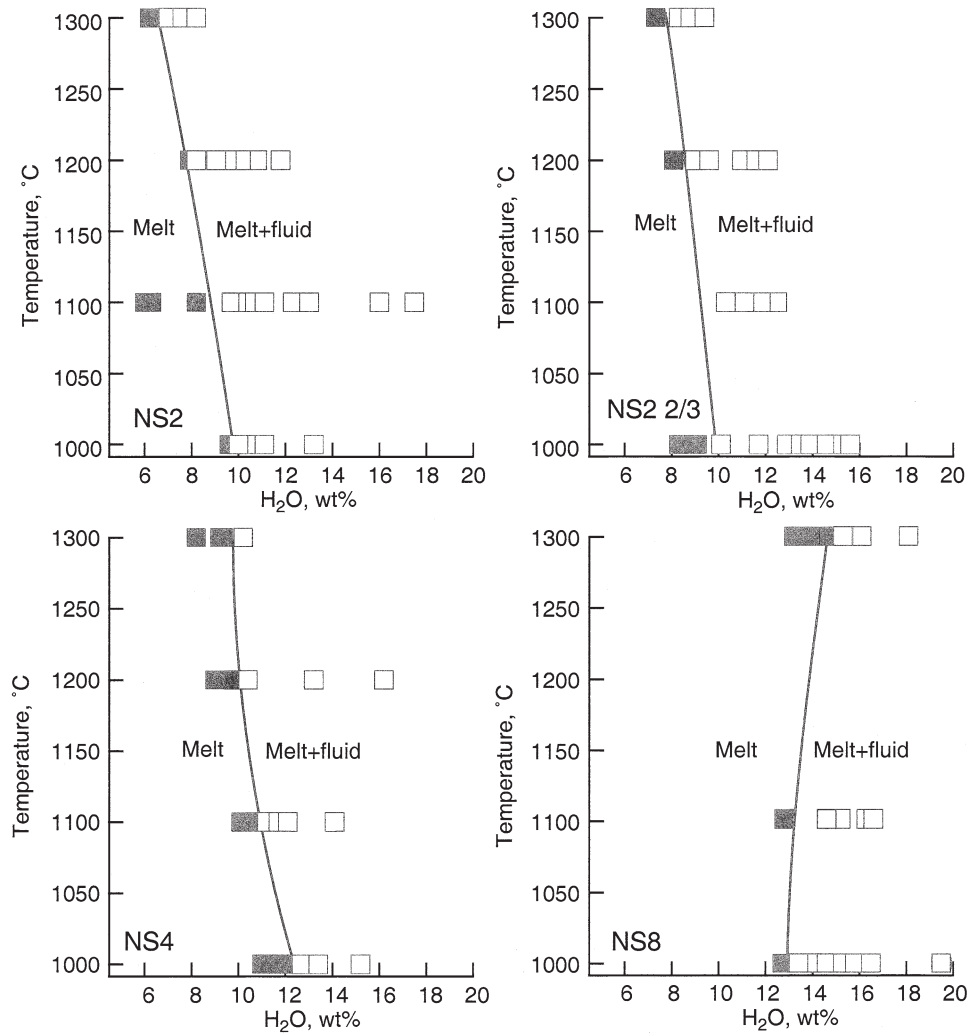 1300
1250
1200
1150
1100
1050
1000
Temperature, °C
Melt
Melt+fluid
NS2
6 8 10 12 14 16 18 20
H₂O, wt%
1300
1250
1200
1150
1100
1050
1000
Temperature, °C
Melt
Melt+fluid
NS2 2/3
6 8 10 12 14 16 18 20
H₂O, wt%
1300
1250
1200
1150
1100
1050
1000
Temperature, °C
Melt
Melt+fluid
NS4
6 8 10 12 14 16 18 20
H₂O, wt%
1300
1250
1200
1150
1100
1050
1000
Temperature, °C
Melt
Melt+fluid
NS8
6 8 10 12 14 16 18 20
H₂O, wt%